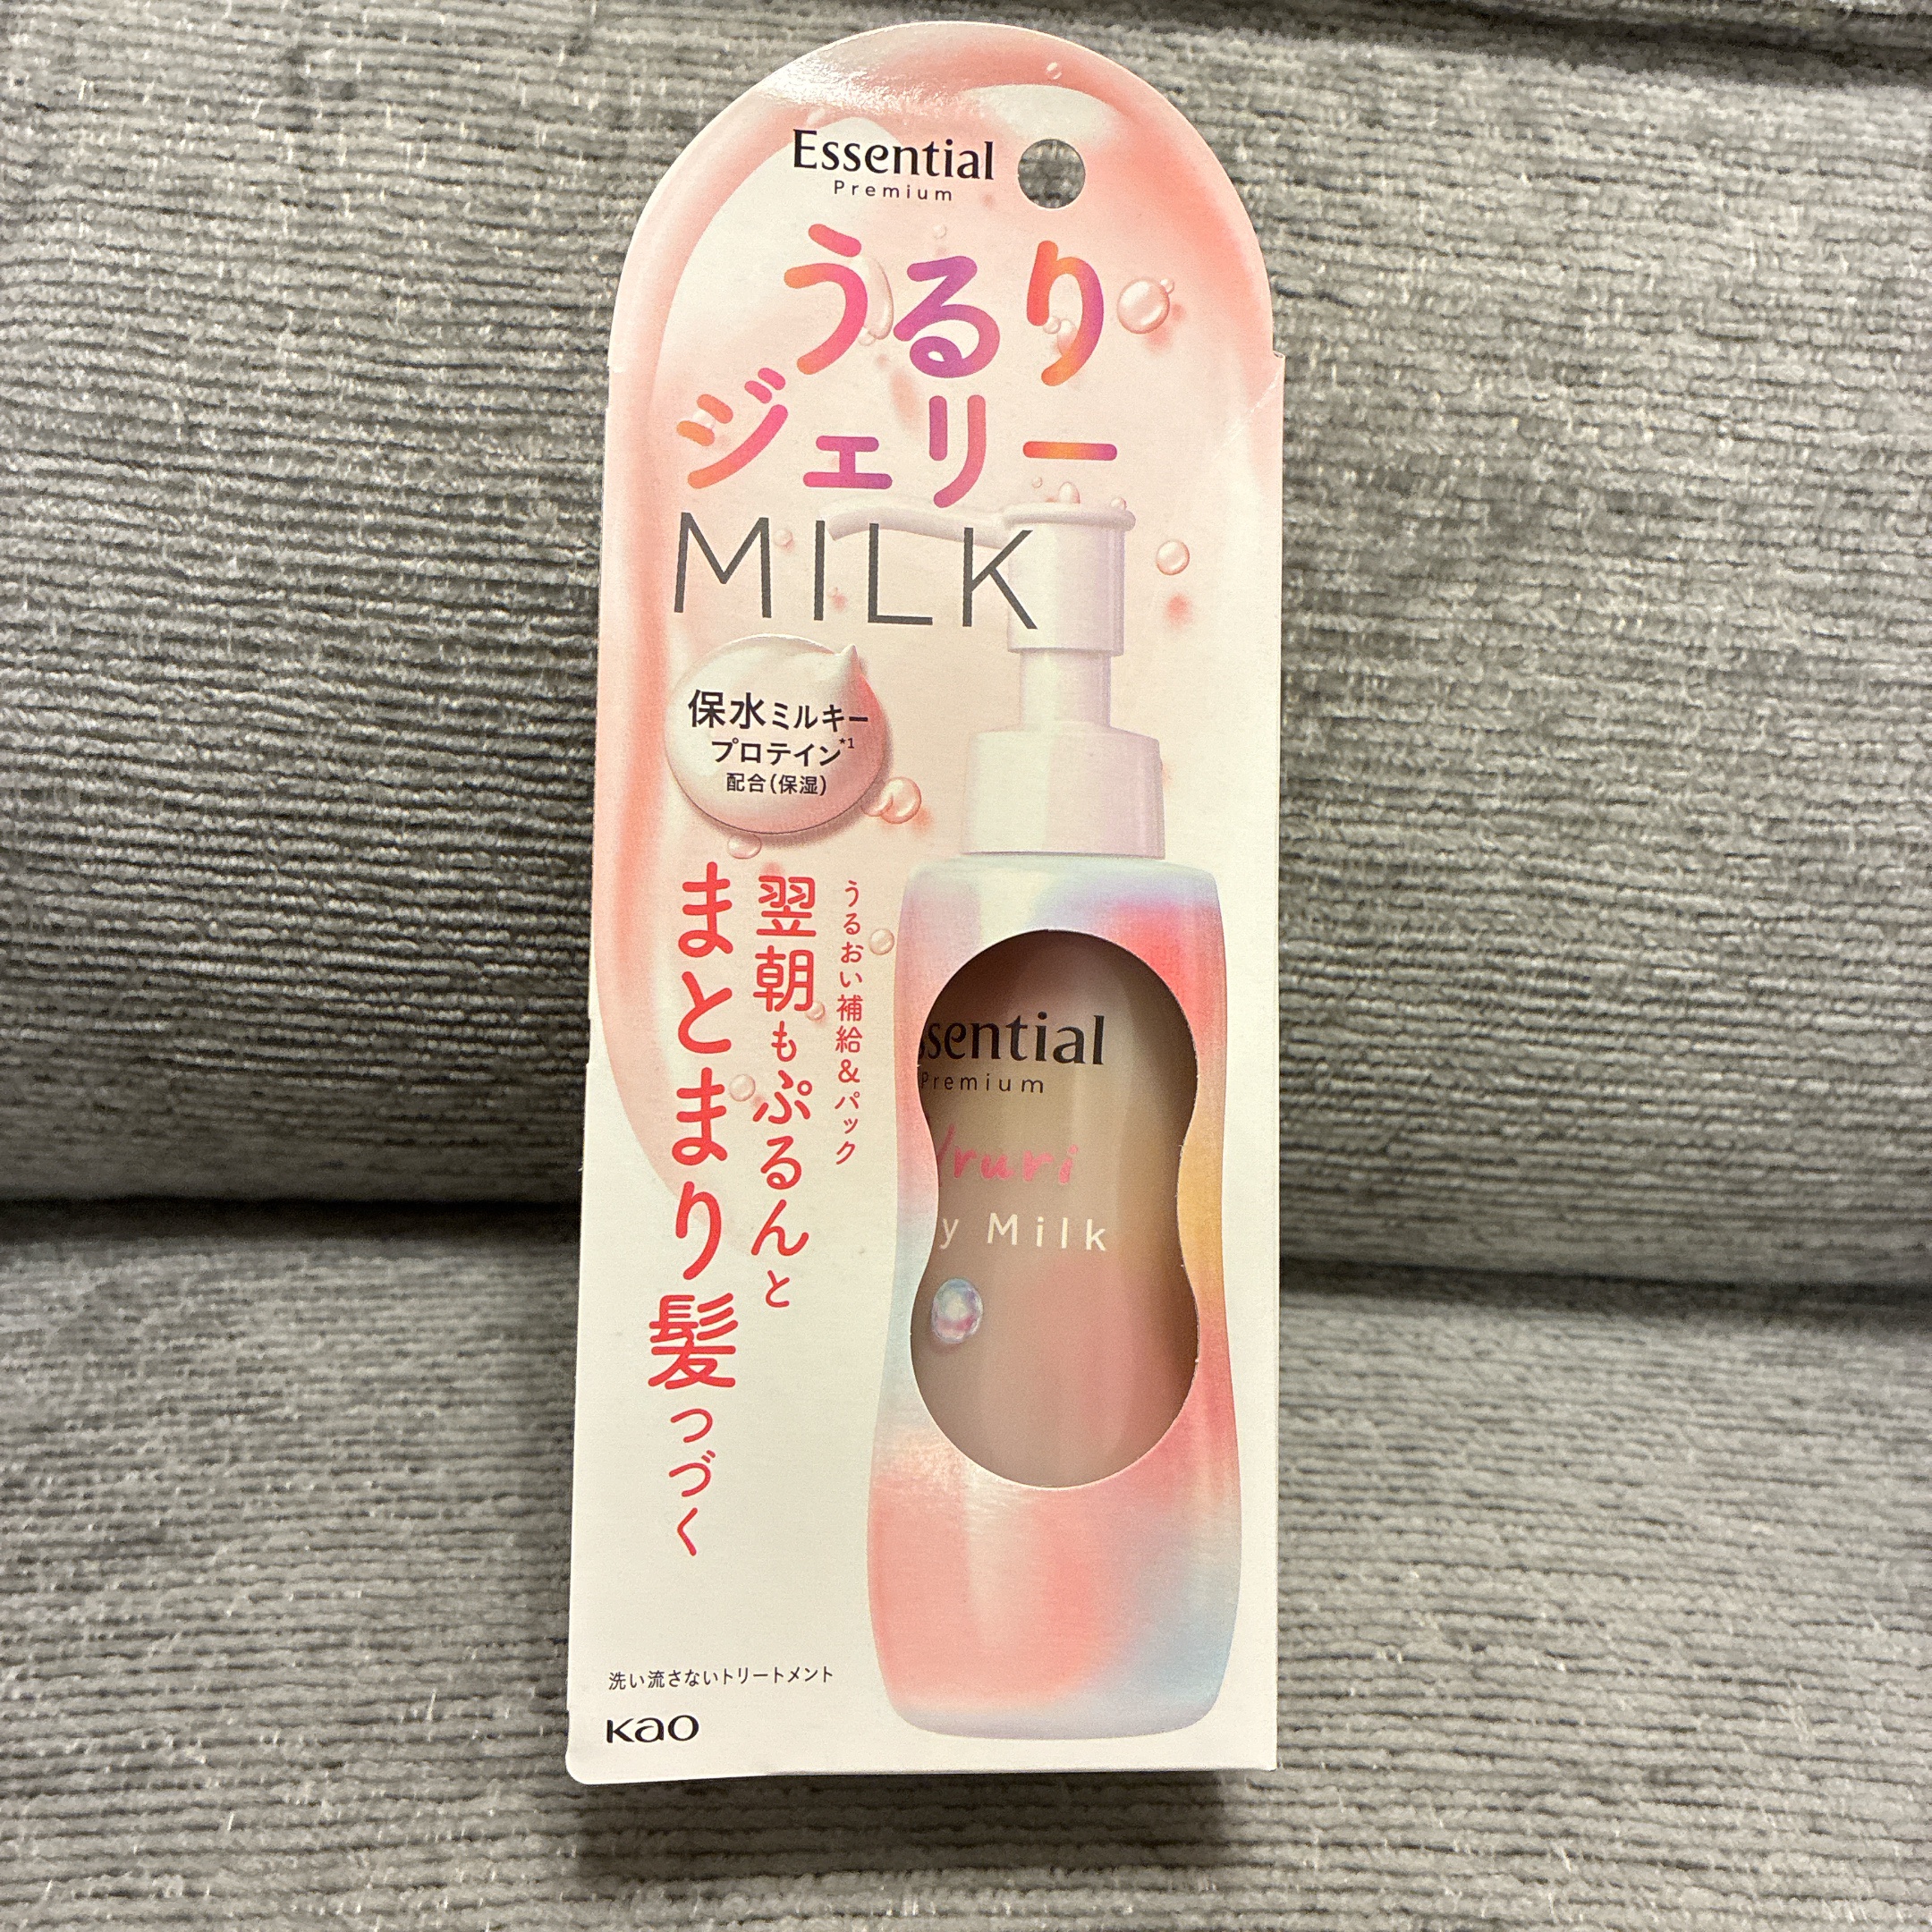 Essential
Premium
うるり
ジェリー
MILK
保水ミルキー
プロテイン*1
配合(保湿)
うるおい補給&パック
翌朝もぷるんと
まとまり髪つづく
ssential
Premium
ruri
y Milk
洗い流さないトリートメント
Kao